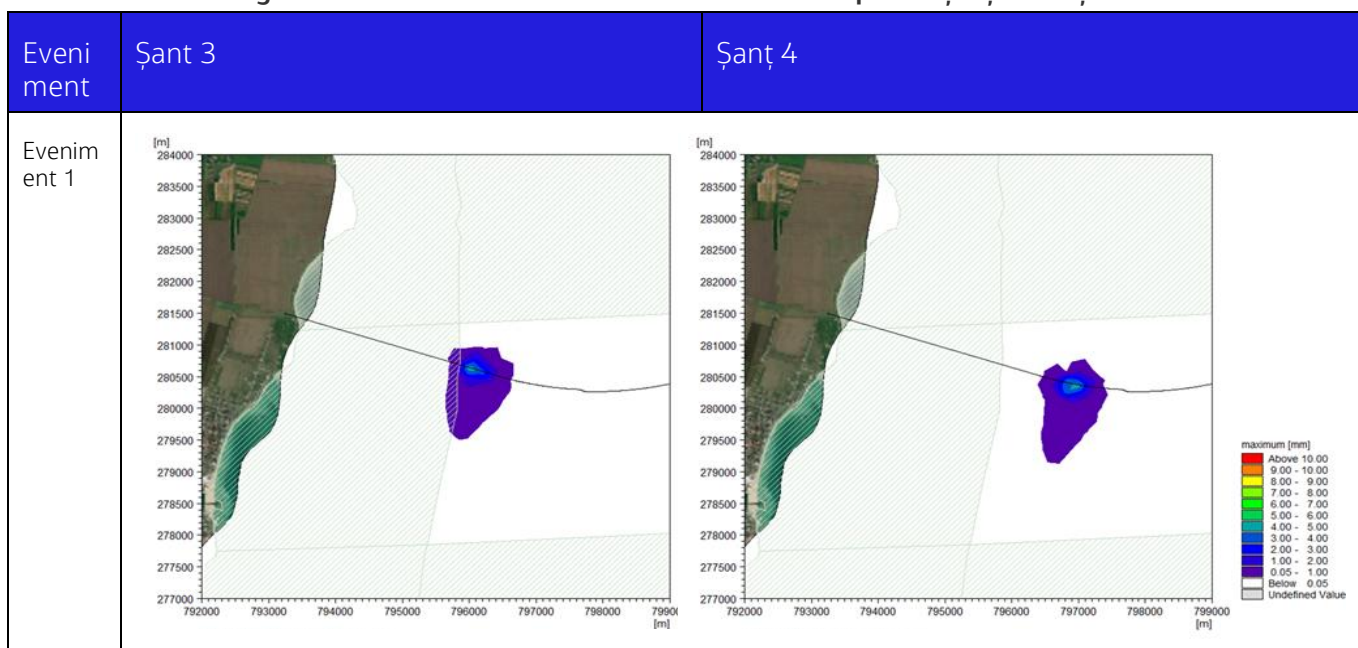 Eveni
ment
Șant 3
Șanț 4
Evenim
ent 1
[m]
284000
283500
283000
282500
282000
281500
281000
280500
280000
279500
279000
278500
278000
277500
277000
792000 793000 794000 795000 796000 797000 798000
[m]
[m]
284000
283500
283000
282500
282000
281500
281000
280500
280000
279500
279000
278500
278000
277500
277000
792000 793000 794000 795000 796000 797000 798000 799000
[m]
maximum [mm]
Above 10.00
9.00 - 10.00
8.00 - 9.00
7.00 - 8.00
6.00 - 7.00
5.00 - 6.00
4.00 - 5.00
3.00 - 4.00
2.00 - 3.00
1.00 - 2.00
0.05 - 1.00
Below 0.05
Undefined Value